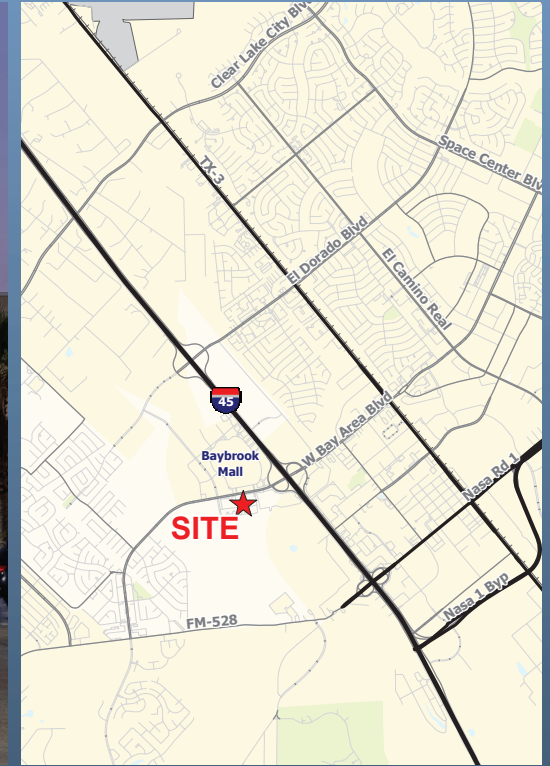 Clear Lake City Blvd
TX-3
Space Center Blv
El Dorado Blvd
El Camino Real
45
W Bay Area Blvd
Baybrook
Mall
Nasa Rd 1
SITE
Nasa 1 Byp
FM-528